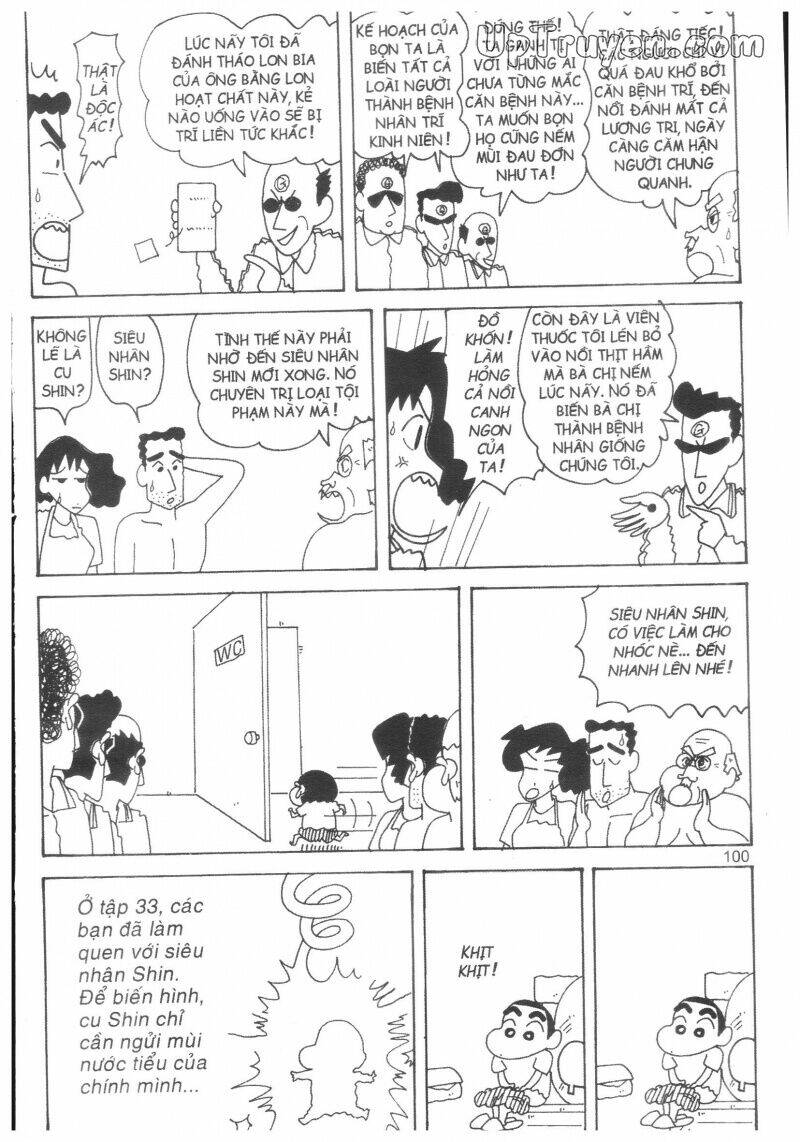 THẬT
LÀ
ĐỘC
ÁC!
LÚC NÃY TÔI ĐÃ
ĐÁNH THÁO LON BIA
CỦA ÔNG BẰNG LON
HOẠT CHẤT NÀY, KẺ
NÀO UỐNG VÀO SẼ BỊ
TRĨ LIỀN TỨC KHẮC!
KẾ HOẠCH CỦA
BỌN TA LÀ
BIẾN TẤT CẢ
LOÀI NGƯỜI
THÀNH BỆNH
NHÂN TRĨ
KINH NIÊN!
ĐÚNG THẾ!
TA GANH TỊ
VỚI NHỮNG AI
CHƯA TỪNG MẮC
CĂN BỆNH NÀY...
TA MUỐN BỌN
HỌ CŨNG NẾM
MÙI ĐAU ĐỚN
NHƯ TA!
THẬT ĐÁNG TIẾC!
QUÁ ĐAU KHỔ BỞI
CĂN BỆNH TRĨ, ĐẾN
NỖI ĐÁNH MẤT CẢ
LƯƠNG TRI, NGÀY
CÀNG CĂM HẬN
NGƯỜI CHUNG
QUANH.
KHÔNG
LẼ LÀ
CU
SHIN?
SIÊU
NHÂN
SHIN?
TÌNH THẾ NÀY PHẢI
NHỜ ĐẾN SIÊU NHÂN
SHIN MỚI XONG. NÓ
CHUYÊN TRỊ LOẠI TỘI
PHẠM NÀY MÀ!
ĐỒ
KHỐN!
LÀM
HỎNG
CẢ NỒI
CANH
NGON
CỦA
TA!
CÒN ĐÂY LÀ VIÊN
THUỐC TÔI LÉN BỎ
VÀO NỒI THỊT HẦM
MÀ BÀ CHỊ NẾM
LÚC NÃY. NÓ ĐÃ
BIẾN BÀ CHỊ
THÀNH BỆNH
NHÂN GIỐNG
CHÚNG TÔI.
WC
SIÊU NHÂN SHIN,
CÓ VIỆC LÀM CHO
NHÓC NÈ... ĐẾN
NHANH LÊN NHÉ!
100
Ở tập 33, các
bạn đã làm
quen với siêu
nhân Shin.
Để biến hình,
cu Shin chỉ
cần ngửi mùi
nước tiểu của
chính mình...
KHỊT
KHỊT!